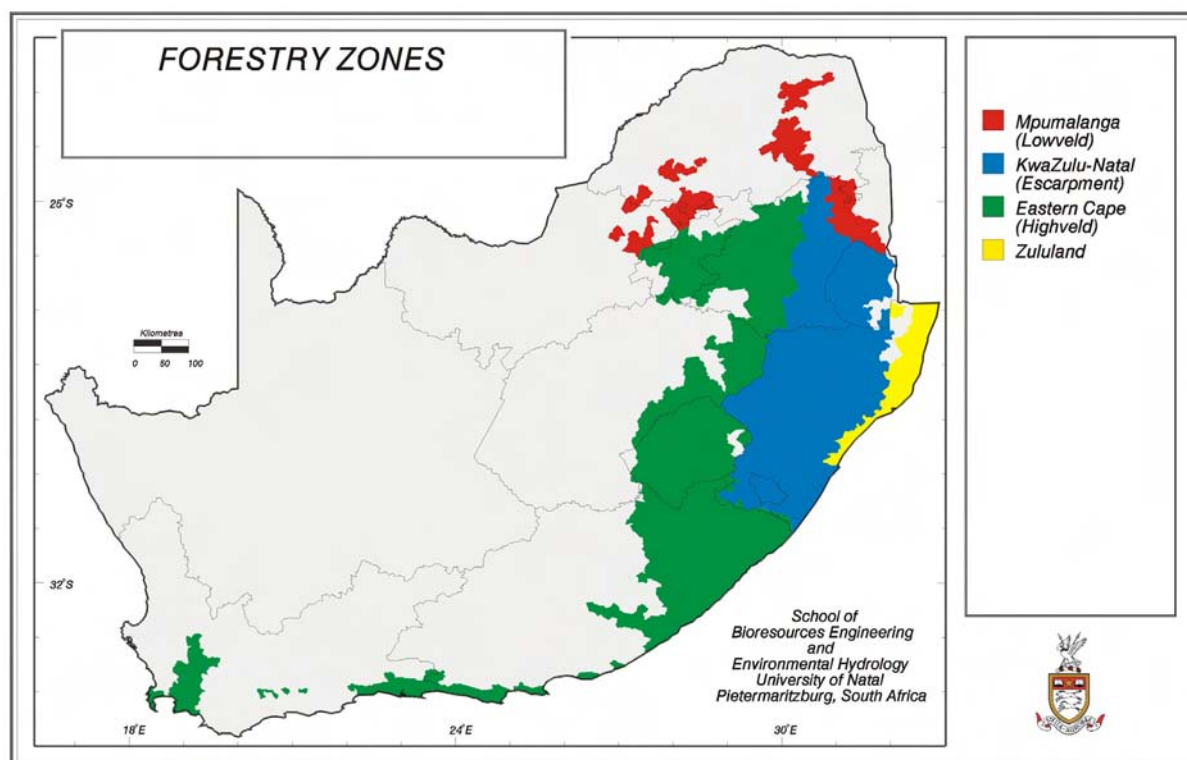 FORESTRY ZONES
Mpumalanga
(Lowveld)
KwaZulu-Natal
(Escarpment)
Eastern Cape
(Highveld)
Zululand
25°S
Kilometres
0 50 100
32°S
School of
Bioresources Engineering
and
Environmental Hydrology
University of Natal
Pietermaritzburg, South Africa
18°E 24°E 30°E